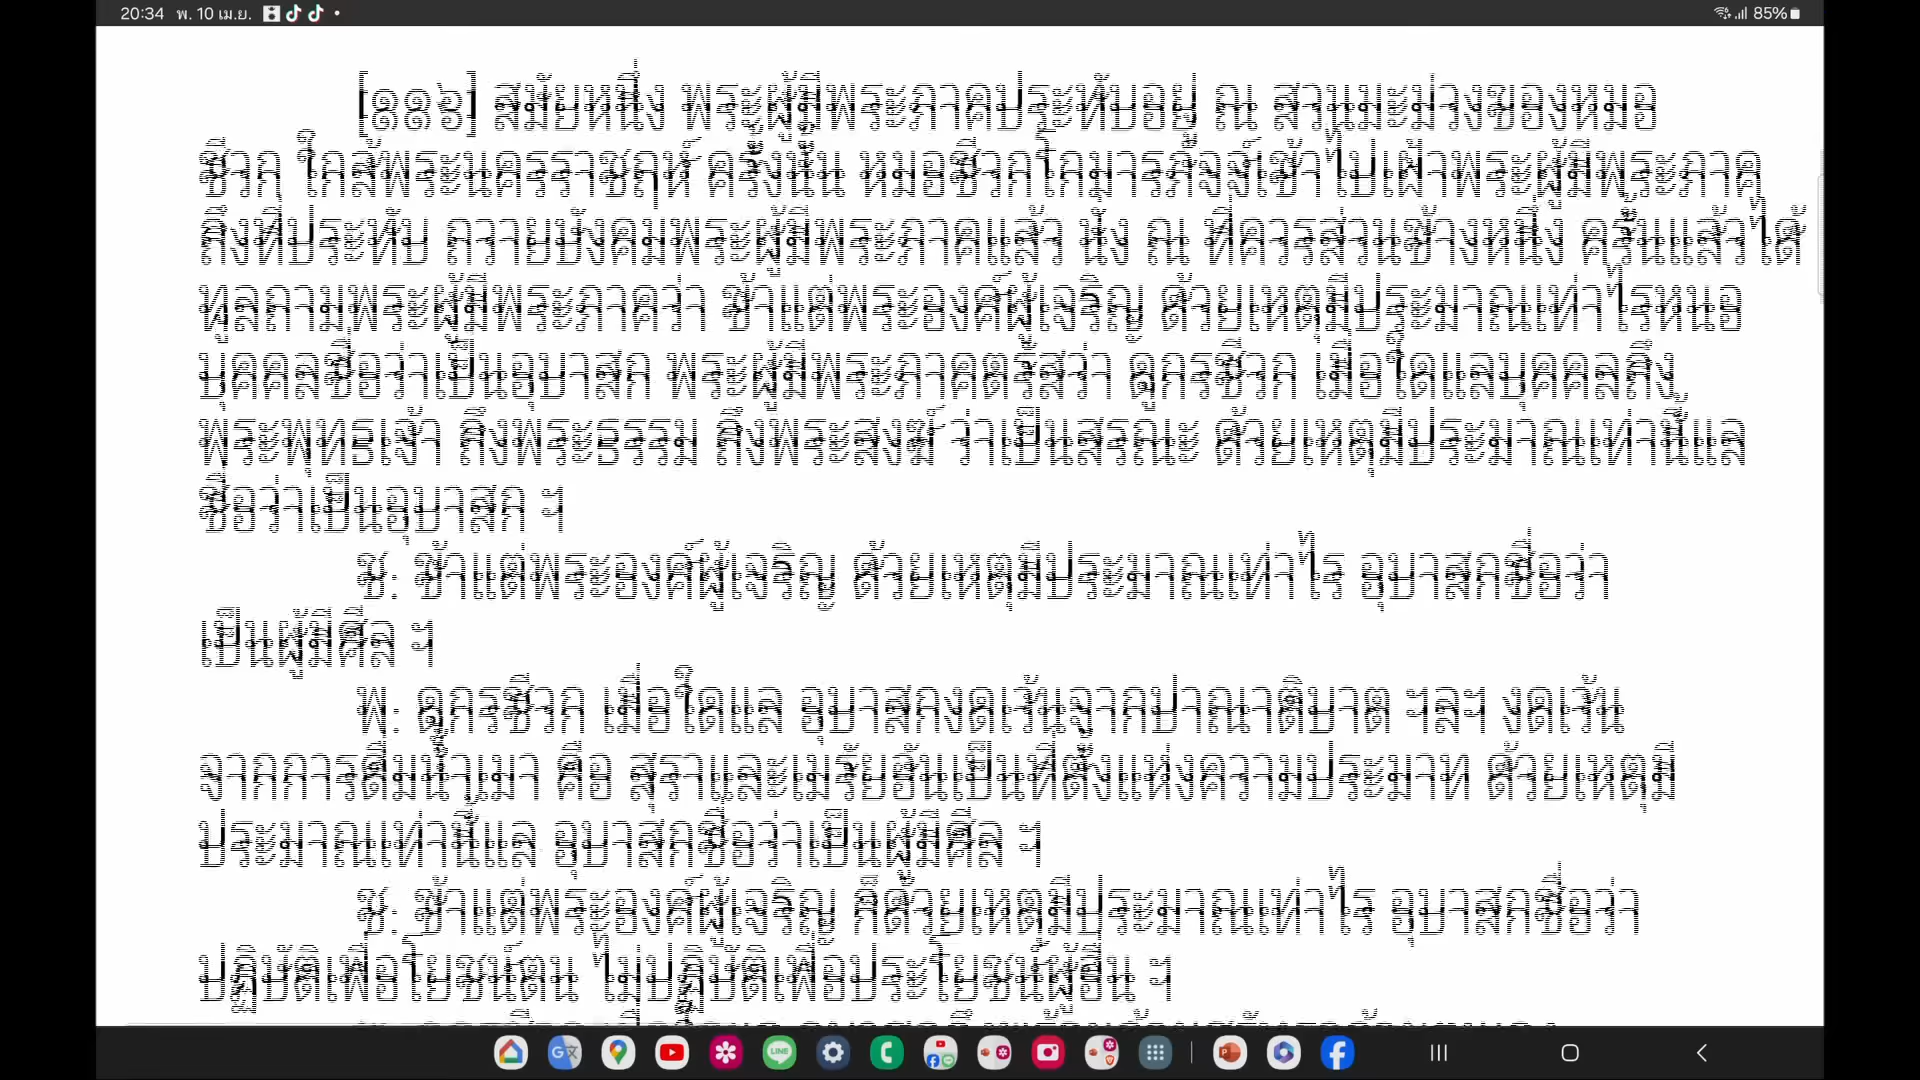 20:34 พ. 10 เม.ย.
85%
[๑๑๖] สมัยหนึ่ง พระผู้มีพระภาคประทับอยู่ ณ สวนมะม่วงของหมอ
ชีวก ใกล้พระนครราชคฤห์ ครั้งนั้น หมอชีวกโกมารภัจจ์เข้าไปเฝ้าพระผู้มีพระภาค
ถึงที่ประทับ ถวายบังคมพระผู้มีพระภาคแล้ว นั่ง ณ ที่ควรส่วนข้างหนึ่ง ครั้นแล้วได้
ทูลถามพระผู้มีพระภาคว่า ข้าแต่พระองค์ผู้เจริญ ด้วยเหตุมีประมาณเท่าไรหนอ
บุคคลชื่อว่าเป็นอุบาสก พระผู้มีพระภาคตรัสว่า ดูกรชีวก เมื่อใดแลบุคคลถึง
พระพุทธเจ้า ถึงพระธรรม ถึงพระสงฆ์ ว่าเป็นสรณะ ด้วยเหตุมีประมาณเท่านี้แล
ชื่อว่าเป็นอุบาสก ฯ
ช: ข้าแต่พระองค์ผู้เจริญ ด้วยเหตุมีประมาณเท่าไร อุบาสกชื่อว่า
เป็นผู้มีศีล ฯ
พ: ดูกรชีวก เมื่อใดแล อุบาสกงดเว้นจากปาณาติบาต ฯลฯ งดเว้น
จากการดื่มน้ำเมา คือ สุราและเมรัยอันเป็นที่ตั้งแห่งความประมาท ด้วยเหตุมี
ประมาณเท่านี้แล อุบาสกชื่อว่าเป็นผู้มีศีล ฯ
ช: ข้าแต่พระองค์ผู้เจริญ ก็ด้วยเหตุมีประมาณเท่าไร อุบาสกชื่อว่า
ปฏิบัติเพื่อโยชน์ตน ไม่ปฏิบัติเพื่อประโยชน์ผู้อื่น ฯ